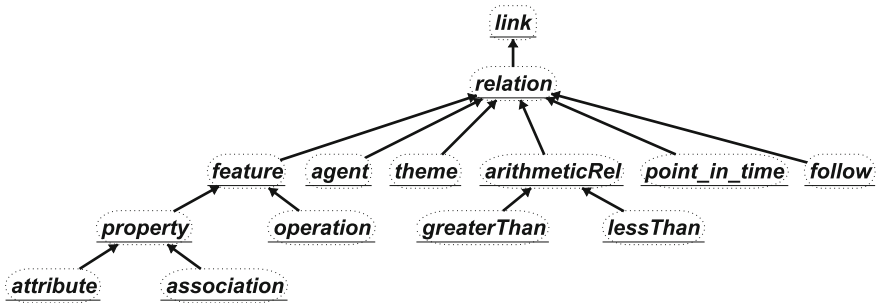 link
relation
feature agent theme arithmeticRel point_in_time follow
property operation greaterThan lessThan
attribute association